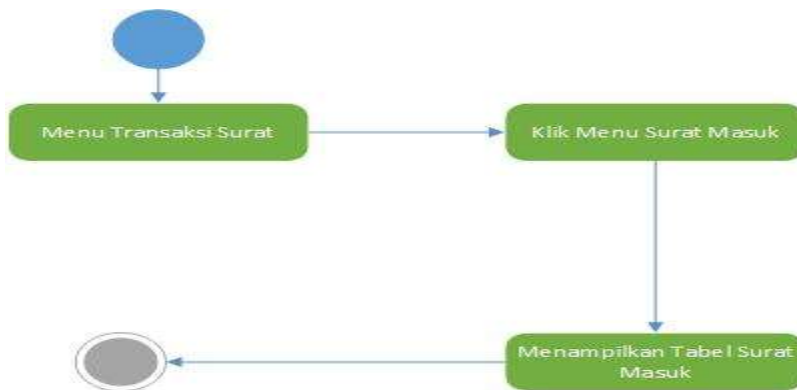 Menu Transaksi Surat
Klik Menu Surat Masuk
Menampilkan Tabel Surat
Masuk